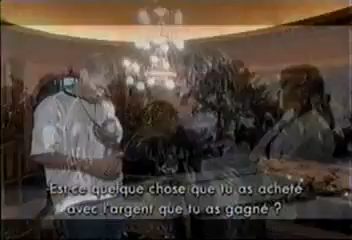 -Est-ce quelque chose que tu as acheté
avec l'argent que tu as gagné ?